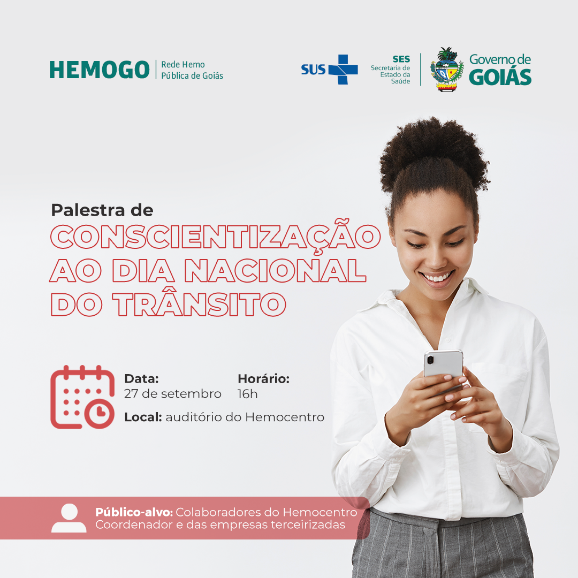 HEMOGO
Rede Hemo
Pública de Goiás
SUS
SES
Secretaria de
Estado da
Saúde
Governo de
GOIÁS
Palestra de
CONSCIENTIZAÇÃO
AO DIA NACIONAL
DO TRÂNSITO
Data:
27 de setembro
Horário:
16h
Local: auditório do Hemocentro
Público-alvo: Colaboradores do Hemocentro
Coordenador e das empresas terceirizadas